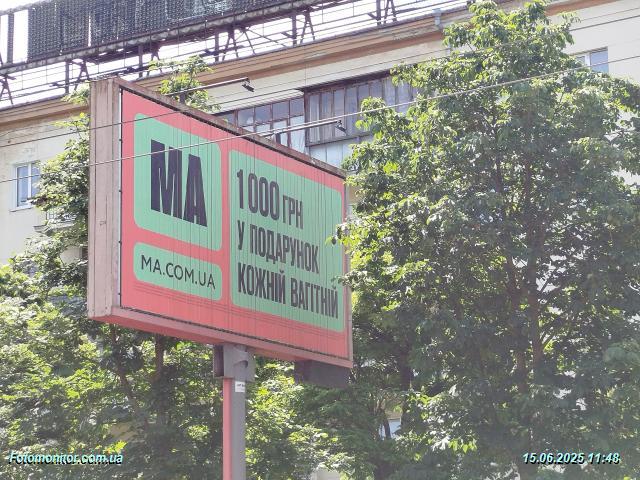 МА
MA.COM.UA
1 000 ГРН
У ПОДАРУНОК
КОЖНІЙ ВАГІТНІЙ
Fotomonitor.com.ua
15.06.2025 11:48